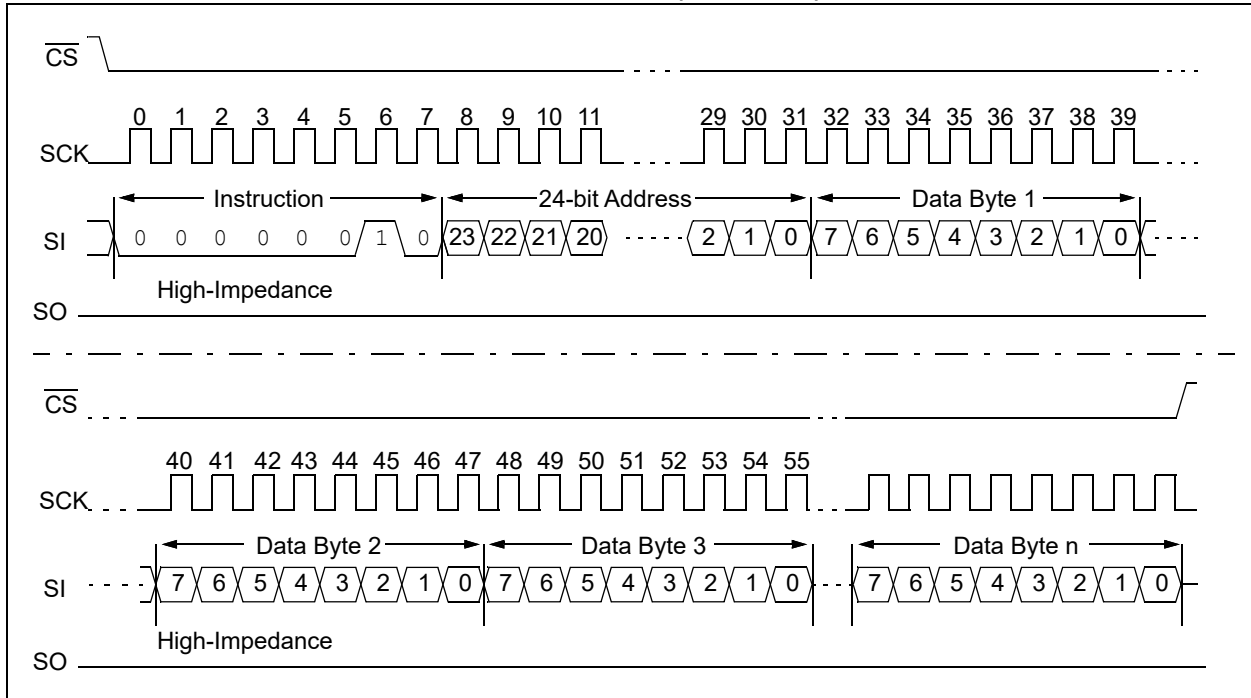 CS
0 1 2 3 4 5 6 7 8 9 10 11 29 30 31 32 33 34 35 36 37 38 39
SCK
Instruction 24-bit Address Data Byte 1
SI 0 0 0 0 0 0 1 0 23 22 21 20 2 1 0 7 6 5 4 3 2 1 0
High-Impedance
SO
CS
40 41 42 43 44 45 46 47 48 49 50 51 52 53 54 55
SCK
Data Byte 2 Data Byte 3 Data Byte n
SI 7 6 5 4 3 2 1 0 7 6 5 4 3 2 1 0 7 6 5 4 3 2 1 0
High-Impedance
SO